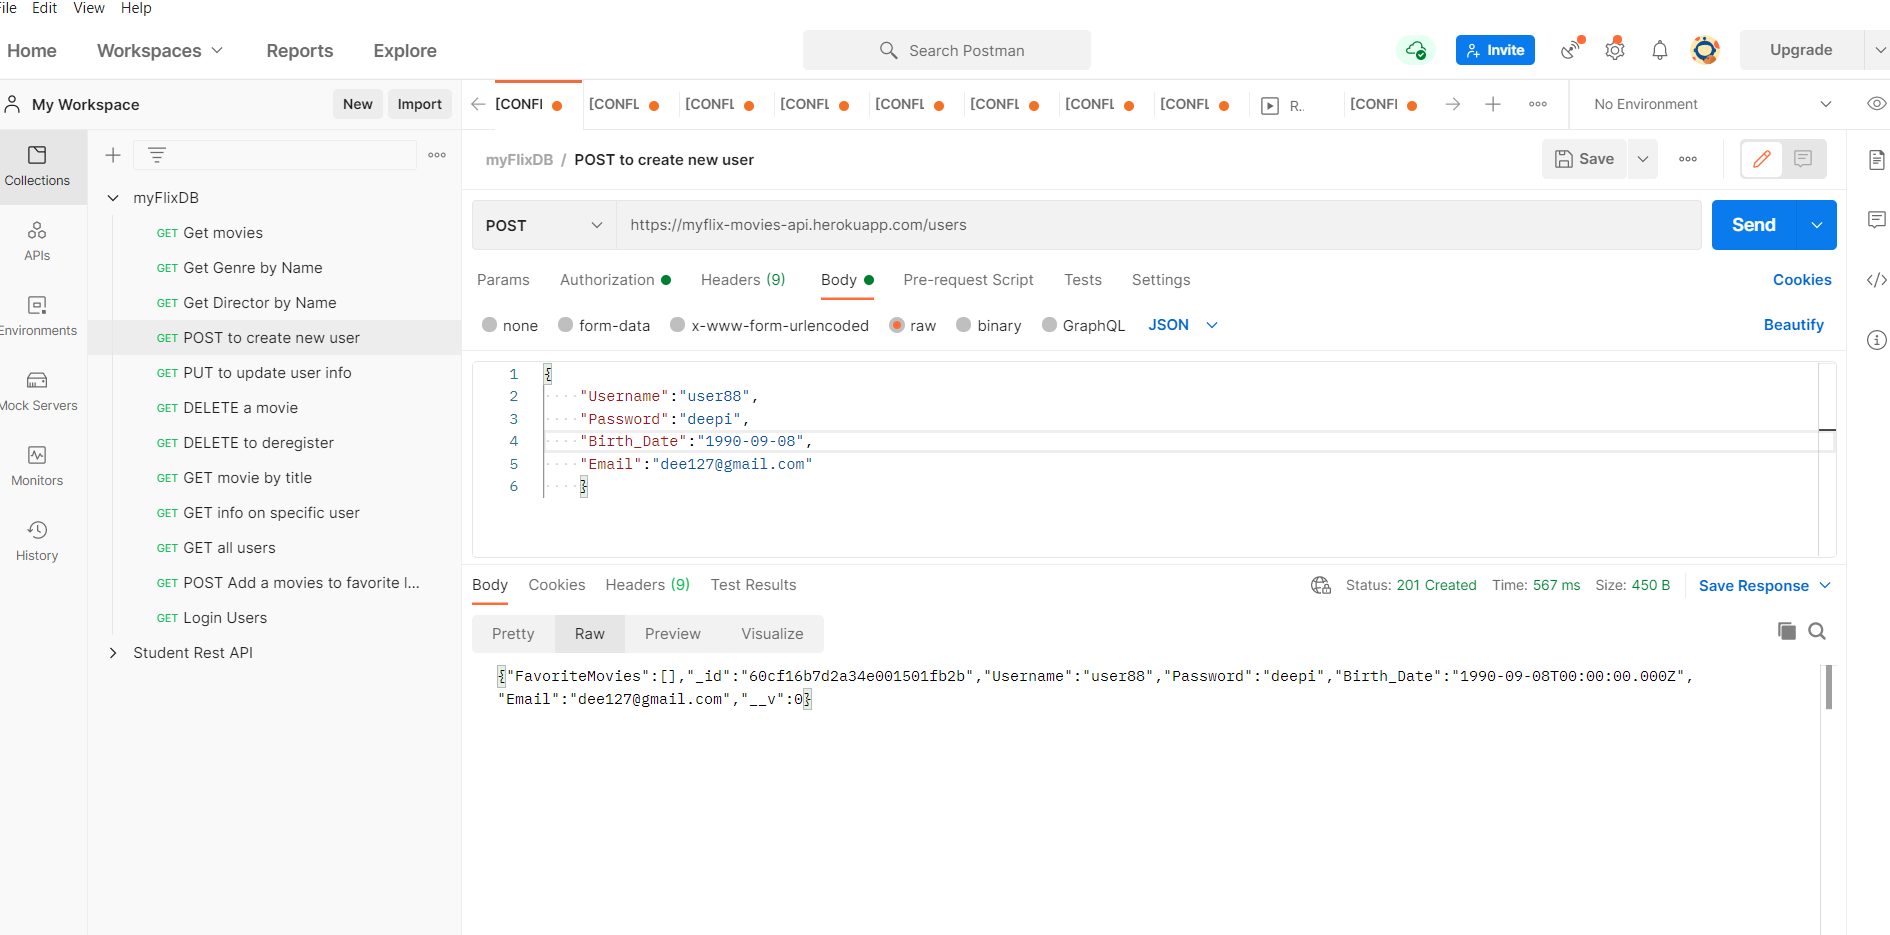 File Edit View Help
Home Workspaces Reports Explore Search Postman Invite Upgrade
My Workspace New Import [CONFI [CONFL [CONFL [CONFL [CONFL [CONFL [CONFL [CONFL R.. [CONFI No Environment
Collections
APIs
Environments
Mock Servers
Monitors
History
myFlixDB
GET Get movies
GET Get Genre by Name
GET Get Director by Name
GET POST to create new user
GET PUT to update user info
GET DELETE a movie
GET DELETE to deregister
GET GET movie by title
GET GET info on specific user
GET GET all users
GET POST Add a movies to favorite l...
GET Login Users
Student Rest API
myFlixDB / POST to create new user Save
POST https://myflix-movies-api.herokuapp.com/users Send
Params Authorization Headers (9) Body Pre-request Script Tests Settings Cookies
none form-data x-www-form-urlencoded raw binary GraphQL JSON Beautify
1 {
2 "Username":"user88",
3 "Password":"deepi",
4 "Birth_Date":"1990-09-08",
5 "Email":"dee127@gmail.com"
6 }
Body Cookies Headers (9) Test Results Status: 201 Created Time: 567 ms Size: 450 B Save Response
Pretty Raw Preview Visualize
{"FavoriteMovies":[],"_id":"60cf16b7d2a34e001501fb2b","Username":"user88","Password":"deepi","Birth_Date":"1990-09-08T00:00:00.000Z",
"Email":"dee127@gmail.com","__v":0}